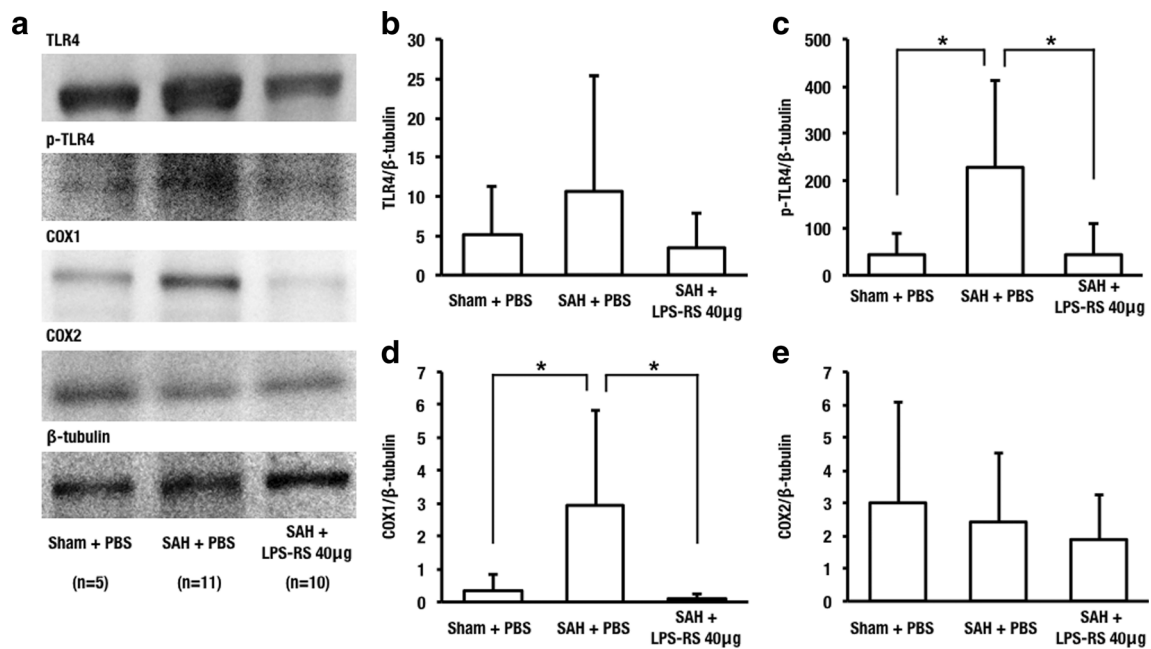 a
TLR4
p-TLR4
COX1
COX2
β-tubulin
Sham + PBS
SAH + PBS
SAH +
LPS-RS 40μg
(n=5)
(n=11)
(n=10)
b
TLR4/β-tubulin
30
25
20
15
10
5
0
Sham + PBS
SAH + PBS
SAH +
LPS-RS 40μg
c
p-TLR4/β-tubulin
500
400
300
200
100
0
*
*
Sham + PBS
SAH + PBS
SAH +
LPS-RS 40μg
d
COX1/β-tubulin
7
6
5
4
3
2
1
0
*
*
Sham + PBS
SAH + PBS
SAH +
LPS-RS 40μg
e
COX2/β-tubulin
7
6
5
4
3
2
1
0
Sham + PBS
SAH + PBS
SAH +
LPS-RS 40μg